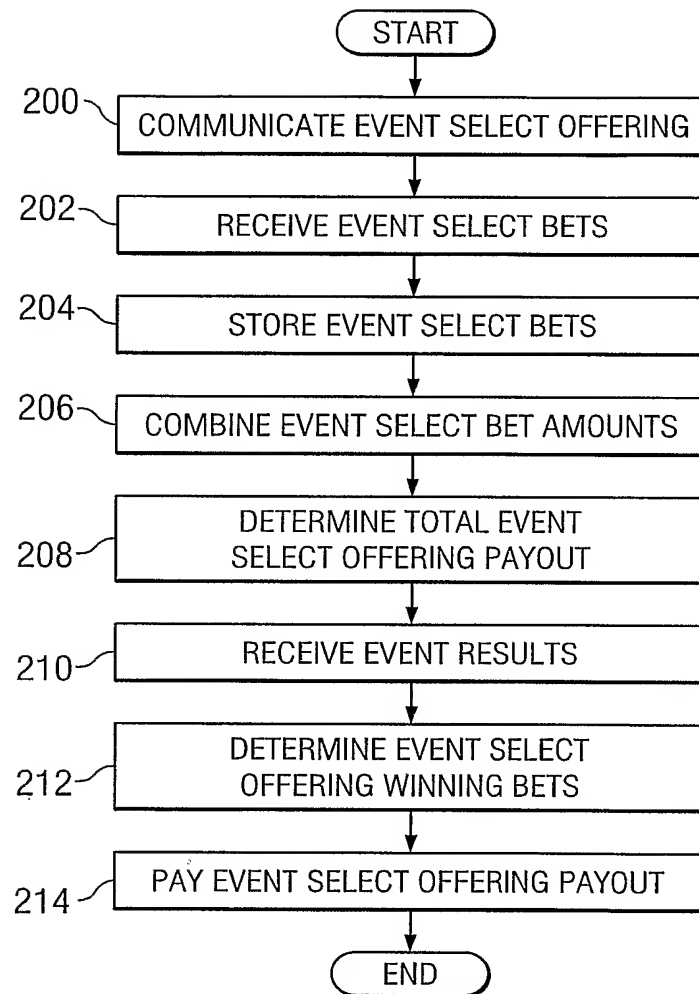 START
200
COMMUNICATE EVENT SELECT OFFERING
202
RECEIVE EVENT SELECT BETS
204
STORE EVENT SELECT BETS
206
COMBINE EVENT SELECT BET AMOUNTS
208
DETERMINE TOTAL EVENT
SELECT OFFERING PAYOUT
210
RECEIVE EVENT RESULTS
212
DETERMINE EVENT SELECT
OFFERING WINNING BETS
214
PAY EVENT SELECT OFFERING PAYOUT
END